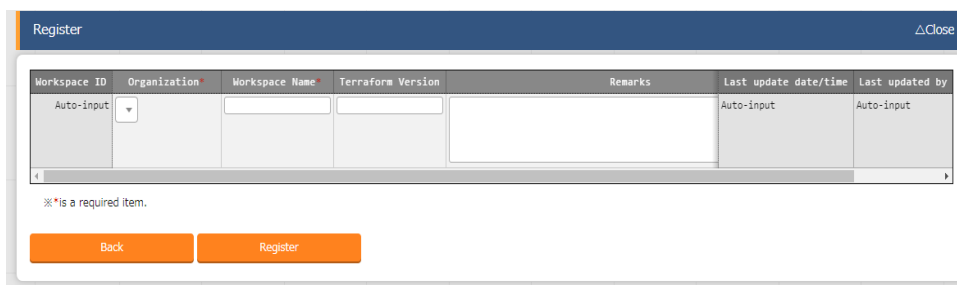 Register △Close
Workspace ID Organization* Workspace Name* Terraform Version Remarks Last update date/time Last updated by
Auto-input Auto-input Auto-input
※*is a required item.
Back Register